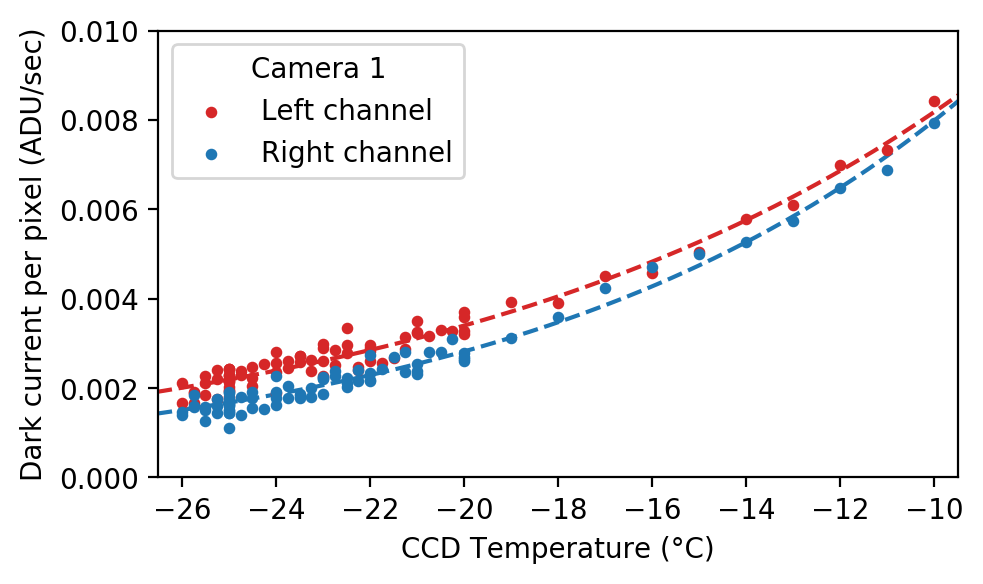 Dark current per pixel (ADU/sec)
0.010
0.008
0.006
0.004
0.002
0.000
Camera 1
Left channel
Right channel
−26 −24 −22 −20 −18 −16 −14 −12 −10
CCD Temperature (°C)